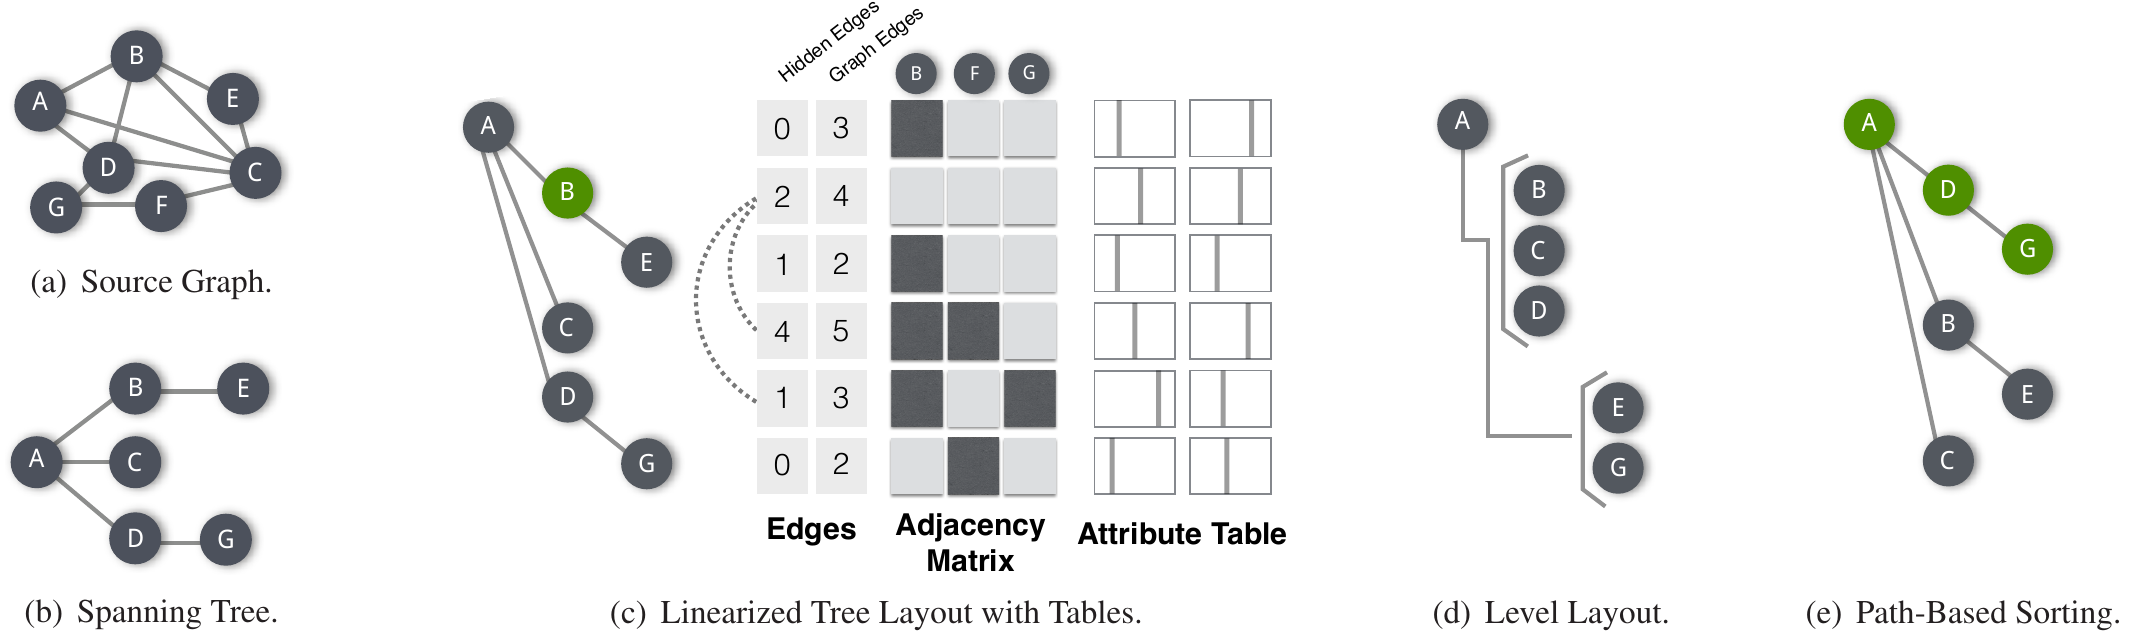 B
A
E
D
C
G
F
(a) Source Graph.
B
E
A
C
D
G
(b) Spanning Tree.
Hidden Edges
Graph Edges
B F G
A
0 3
B
2 4
E
1 2
C
4 5
D
1 3
G
0 2
Edges
Adjacency
Matrix
Attribute Table
(c) Linearized Tree Layout with Tables.
A
B
C
D
E
G
(d) Level Layout.
A
D
G
B
E
C
(e) Path-Based Sorting.